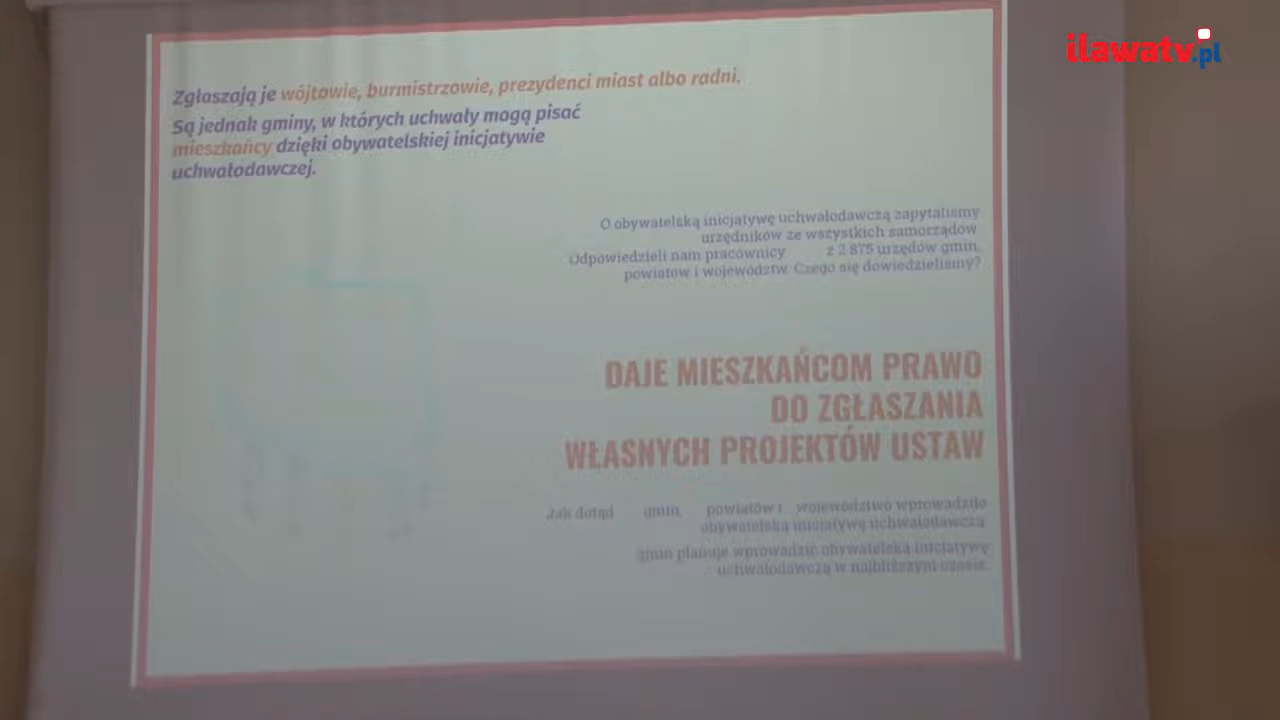 ilawatv.pl
Zgłaszają je wójtowie, burmistrzowie, prezydenci miast albo radni.
Są jednak gminy, w których uchwały mogą pisać
mieszkańcy dzięki obywatelskiej inicjatywie
uchwałodawczej.
O obywatelską inicjatywę uchwałodawczą zapytaliśmy
urzędników ze wszystkich samorządów
Odpowiedzieli nam pracownicy z 2 875 urzędów gmin,
powiatów i województw. Czego się dowiedzieliśmy?
DAJE MIESZKAŃCOM PRAWO
DO ZGŁASZANIA
WŁASNYCH PROJEKTÓW USTAW
Jak dotąd gmin, powiatów i województwo wprowadziło
obywatelską inicjatywę uchwałodawczą.
gmin planuje wprowadzić obywatelską inicjatywę
uchwałodawczą w najbliższym czasie.